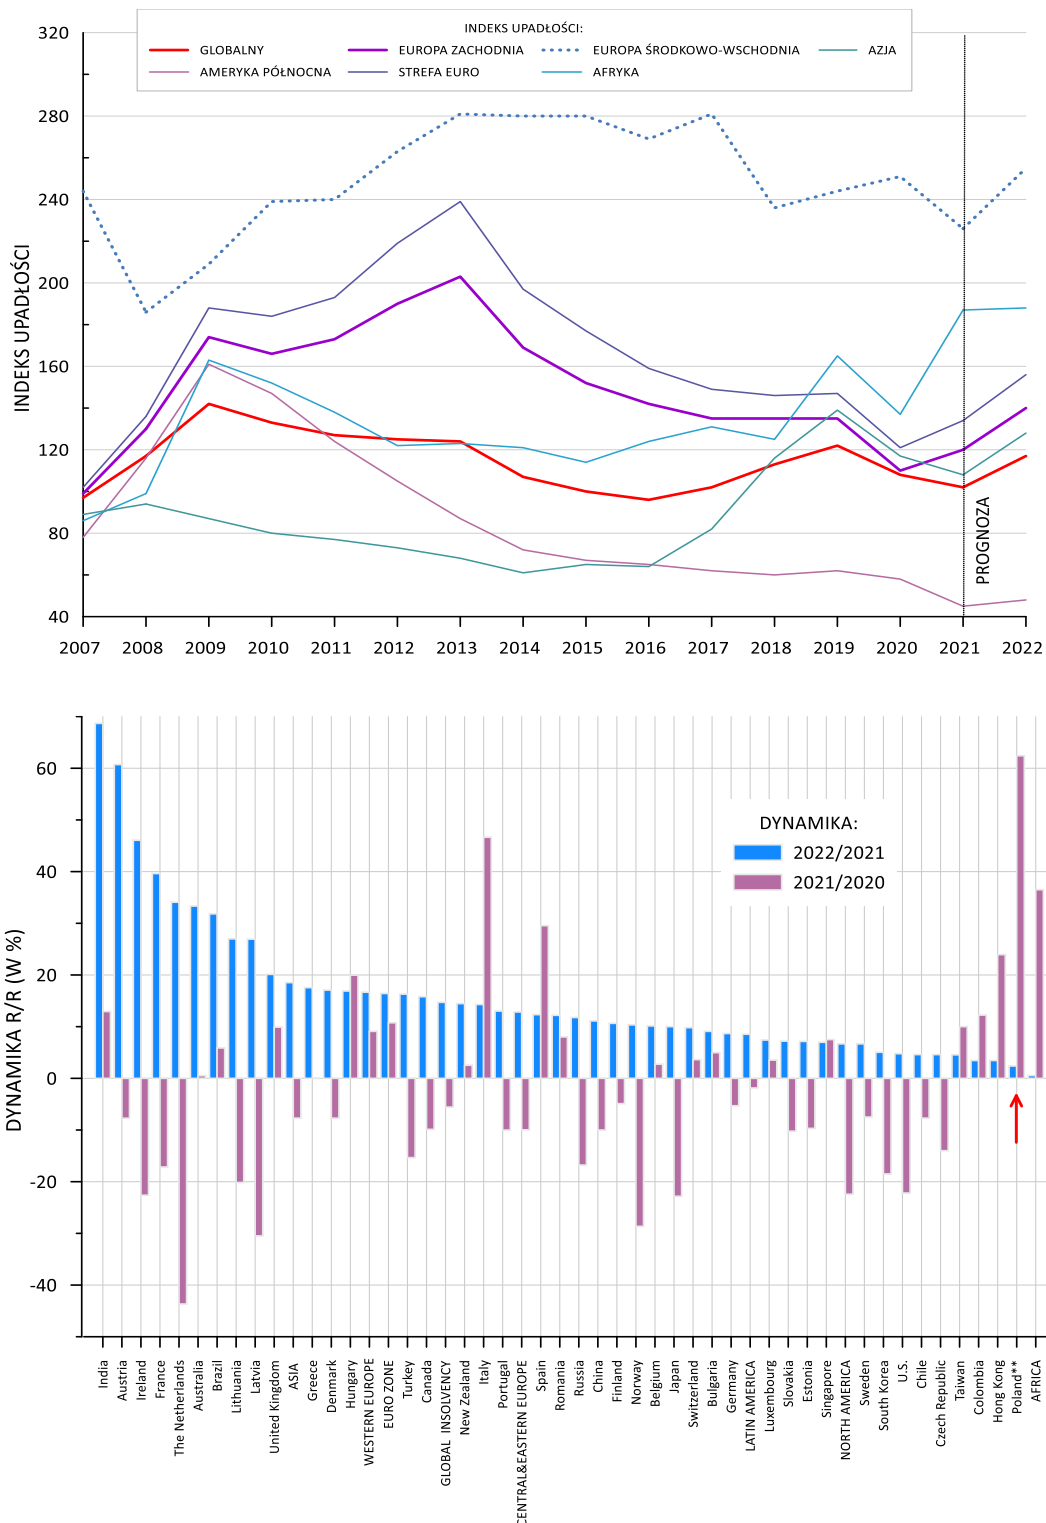 INDEKS UPADŁOŚCI:
GLOBALNY EUROPA ZACHODNIA EUROPA ŚRODKOWO-WSCHODNIA AZJA
AMERYKA PÓŁNOCNA STREFA EURO AFRYKA
320
280
240
200
160
120
80
40
INDEKS UPADŁOŚCI
PROGNOZA
2007 2008 2009 2010 2011 2012 2013 2014 2015 2016 2017 2018 2019 2020 2021 2022
DYNAMIKA:
2022/2021
2021/2020
60
40
20
0
-20
-40
DYNAMIKA R/R (W %)
India
Austria
Ireland
France
The Netherlands
Australia
Brazil
Lithuania
Latvia
United Kingdom
ASIA
Greece
Denmark
Hungary
WESTERN EUROPE
EURO ZONE
Turkey
Canada
GLOBAL INSOLVENCY
New Zealand
Italy
Portugal
CENTRAL&EASTERN EUROPE
Spain
Romania
Russia
China
Finland
Norway
Belgium
Japan
Switzerland
Bulgaria
Germany
LATIN AMERICA
Luxembourg
Slovakia
Estonia
Singapore
NORTH AMERICA
Sweden
South Korea
U.S.
Chile
Czech Republic
Taiwan
Colombia
Hong Kong
Poland**
AFRICA